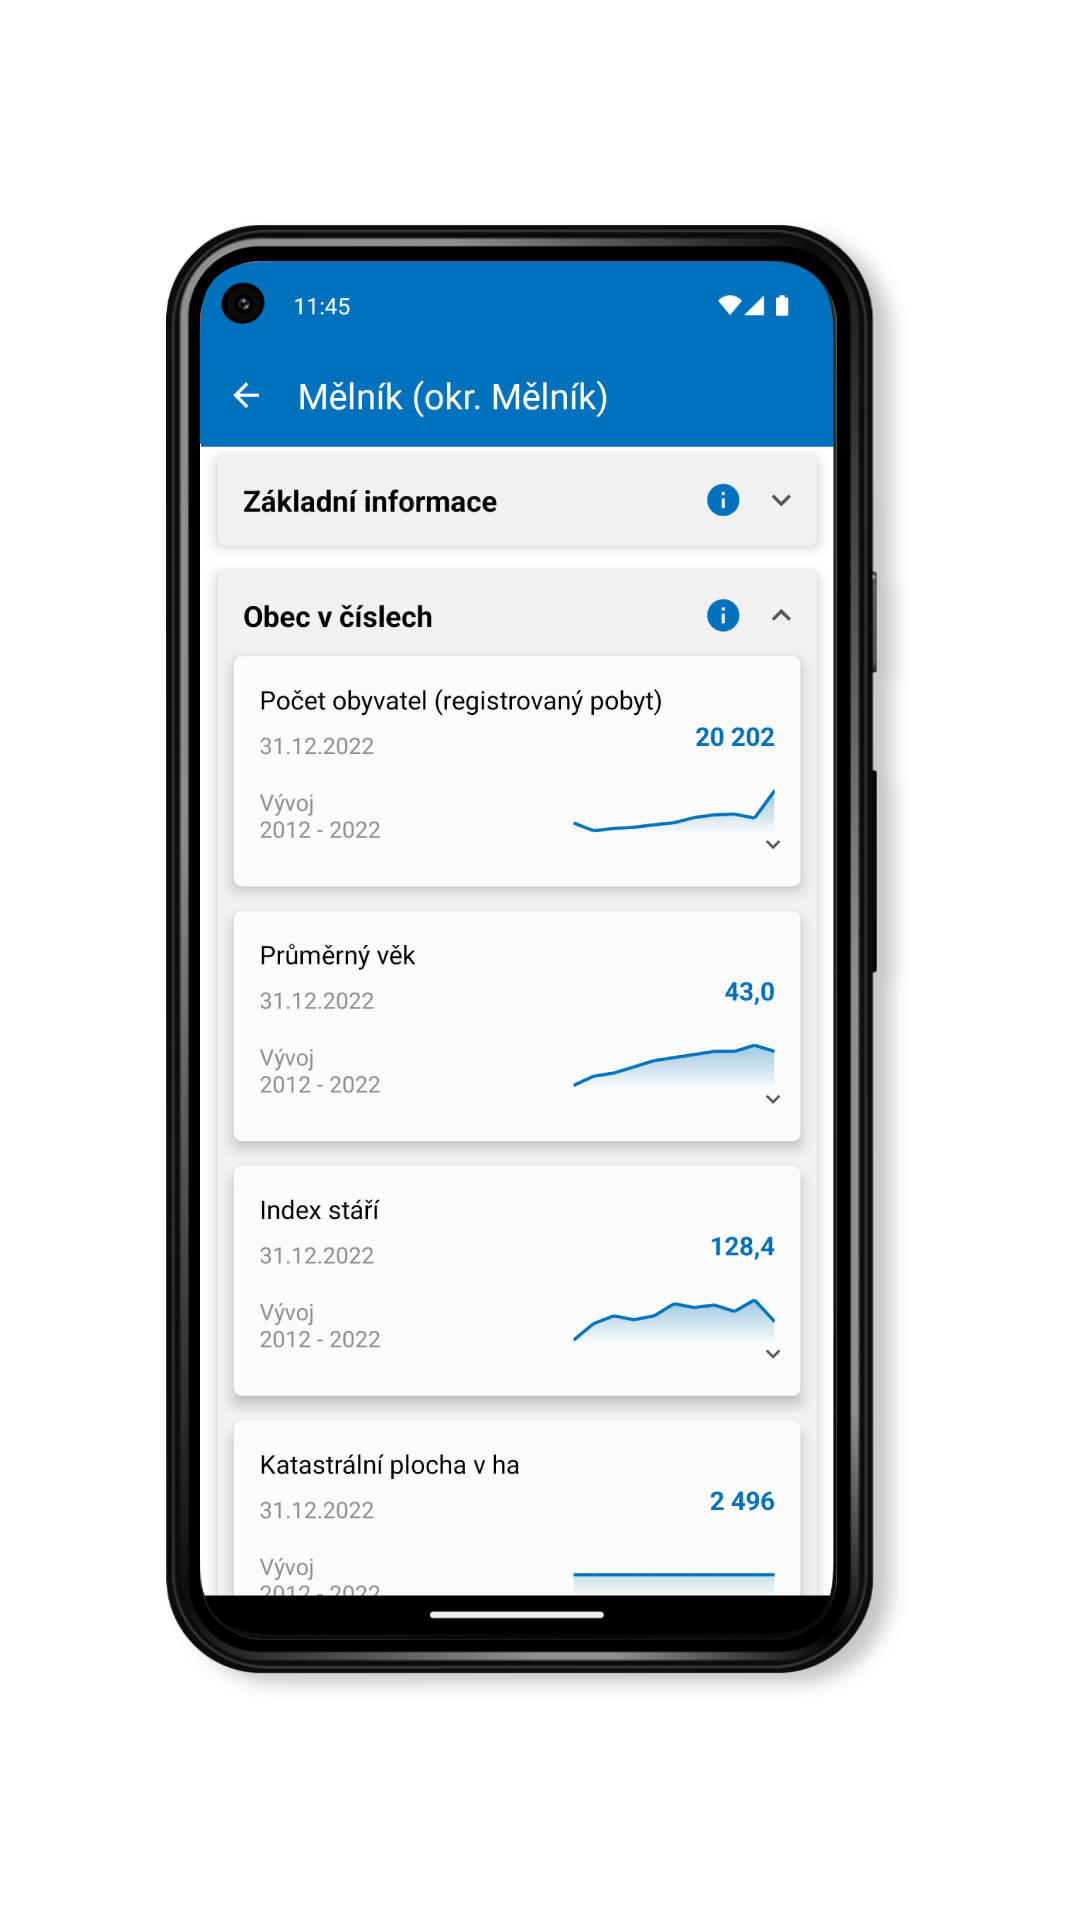 11:45
Mělník (okr. Mělník)
Základní informace
Obec v číslech
Počet obyvatel (registrovaný pobyt)
31.12.2022
20 202
Vývoj
2012 - 2022
Průměrný věk
31.12.2022
43,0
Vývoj
2012 - 2022
Index stáří
31.12.2022
128,4
Vývoj
2012 - 2022
Katastrální plocha v ha
31.12.2022
2 496
Vývoj
2012 - 2022